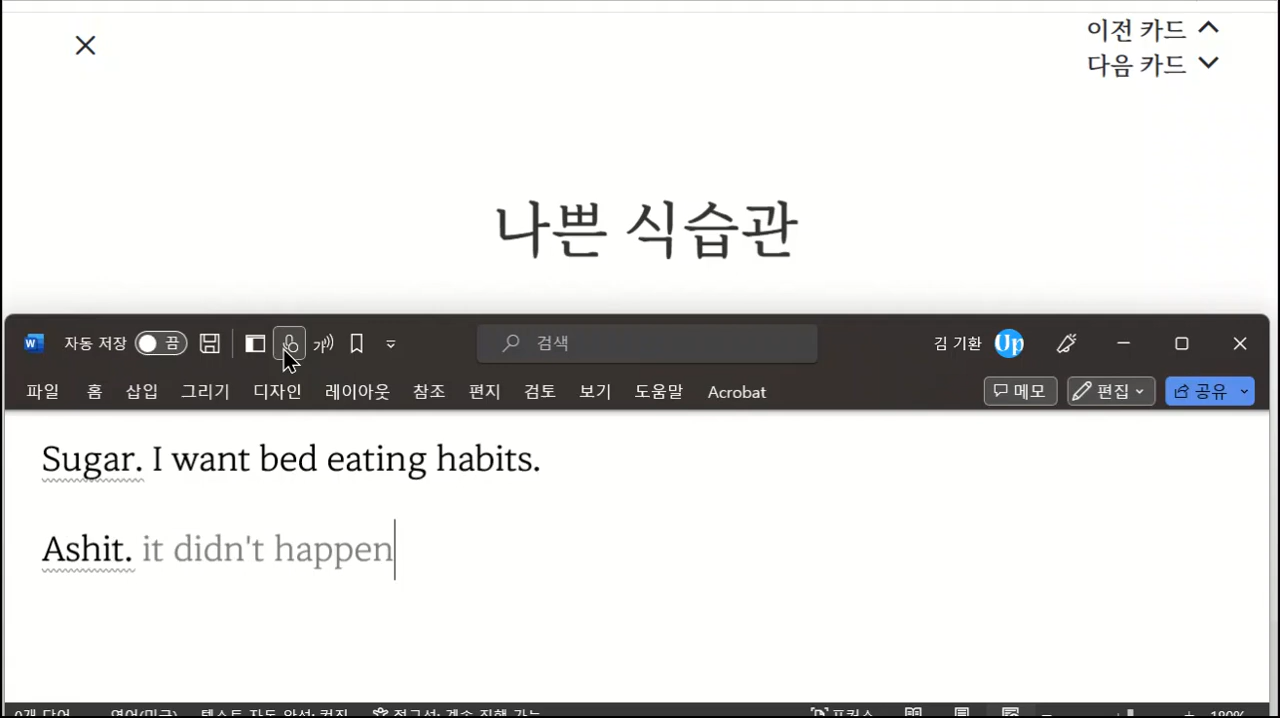 이전 카드
다음 카드
나쁜 식습관
자동 저장 끔 가 검색 김 기환 Up
파일 홈 삽입 그리기 디자인 레이아웃 참조 편지 검토 보기 도움말 Acrobat 메모 편집 공유
Sugar. I want bed eating habits.
Ashit. it didn't happen